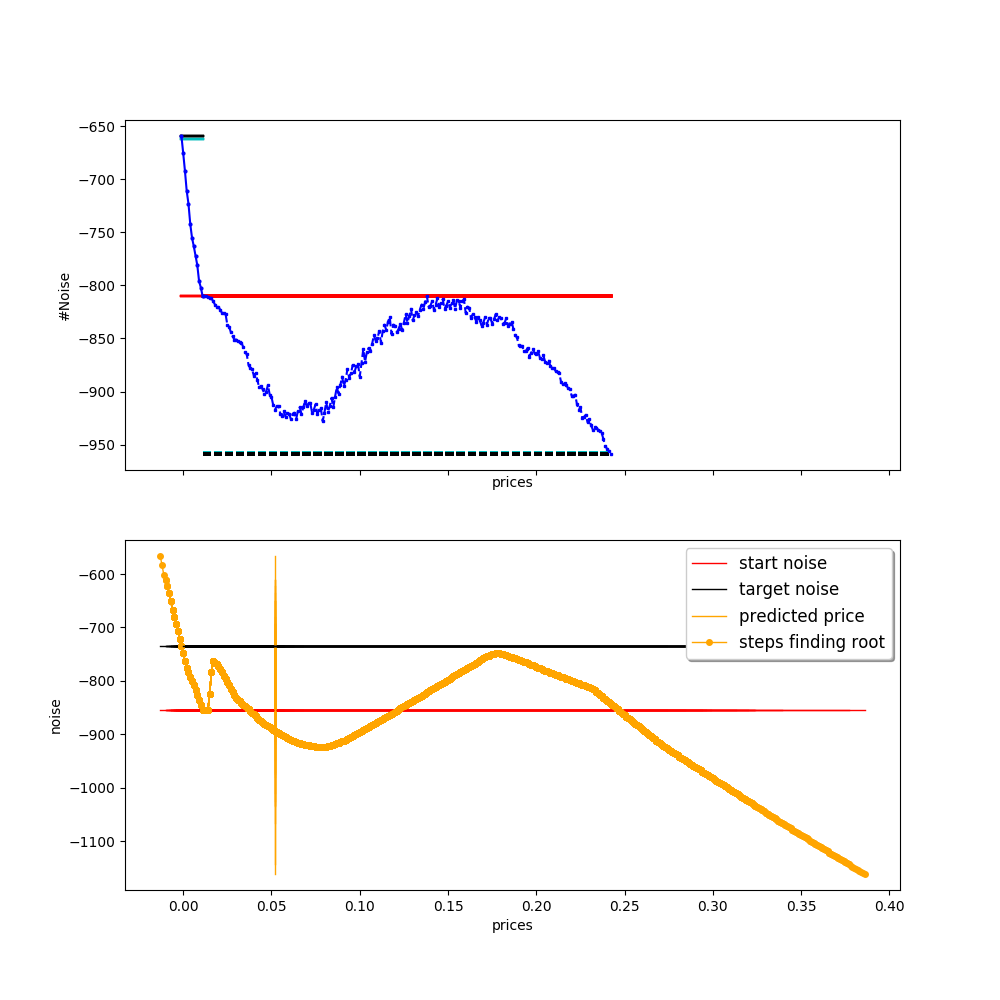 −650
−700
−750
−800
−850
−900
−950
#Noise
prices
−600
−700
−800
−900
−1000
−1100
noise
start noise
target noise
predicted price
steps finding root
0.00 0.05 0.10 0.15 0.20 0.25 0.30 0.35 0.40
prices